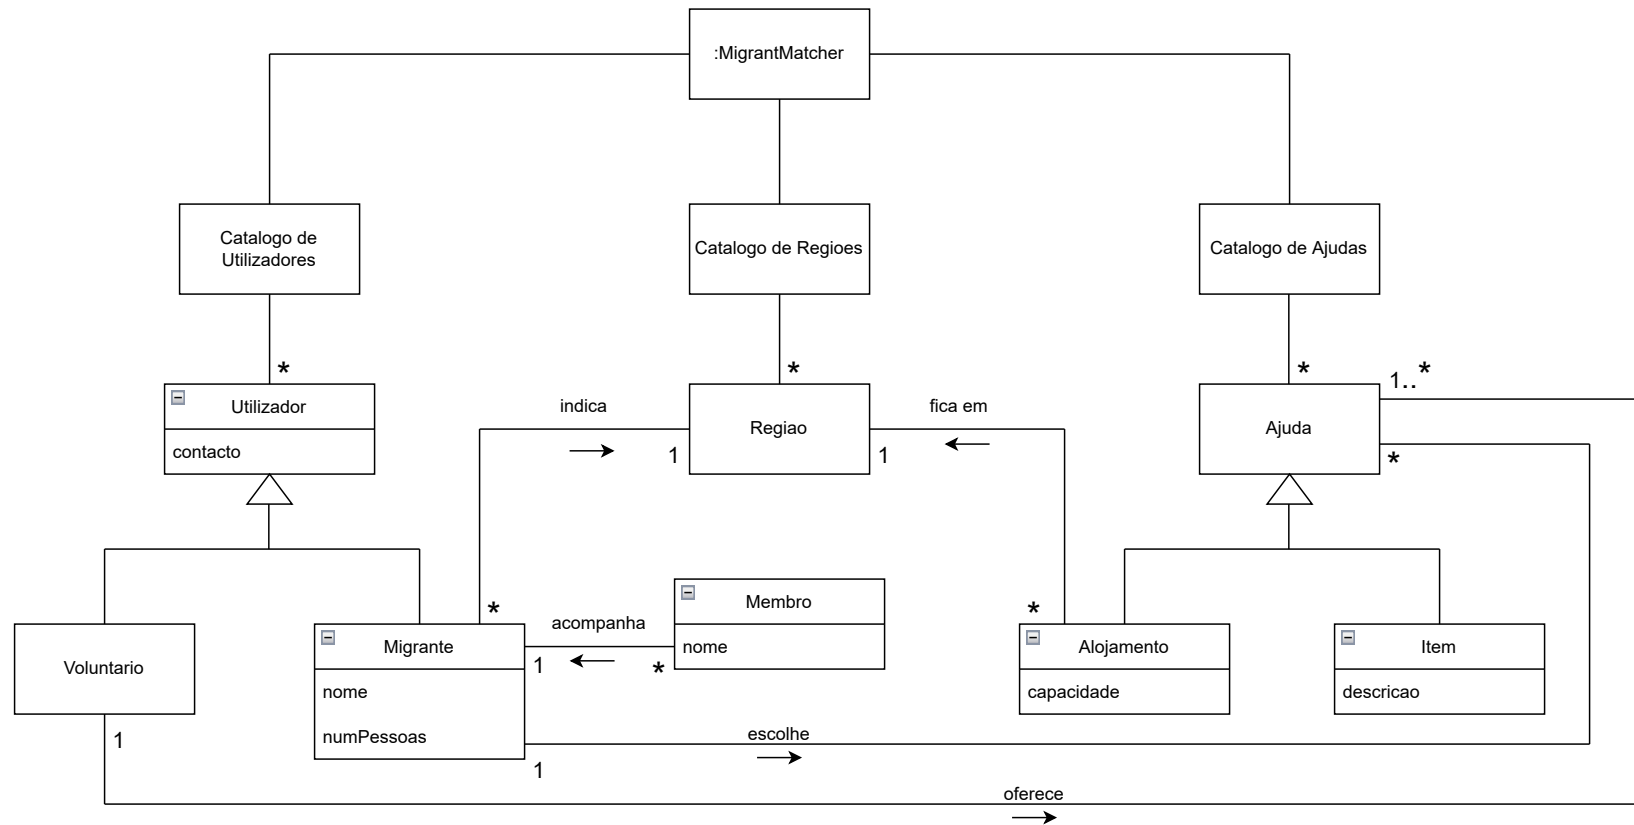 :MigrantMatcher
Catalogo de
Utilizadores
Catalogo de Regioes
Catalogo de Ajudas
*
*
*
1..*
Utilizador
contacto
indica
1
Regiao
fica em
1
Ajuda
*
*
acompanha
1
*
Membro
nome
*
Voluntario
1
Migrante
nome
numPessoas
1
escolhe
Alojamento
capacidade
Item
descricao
oferece